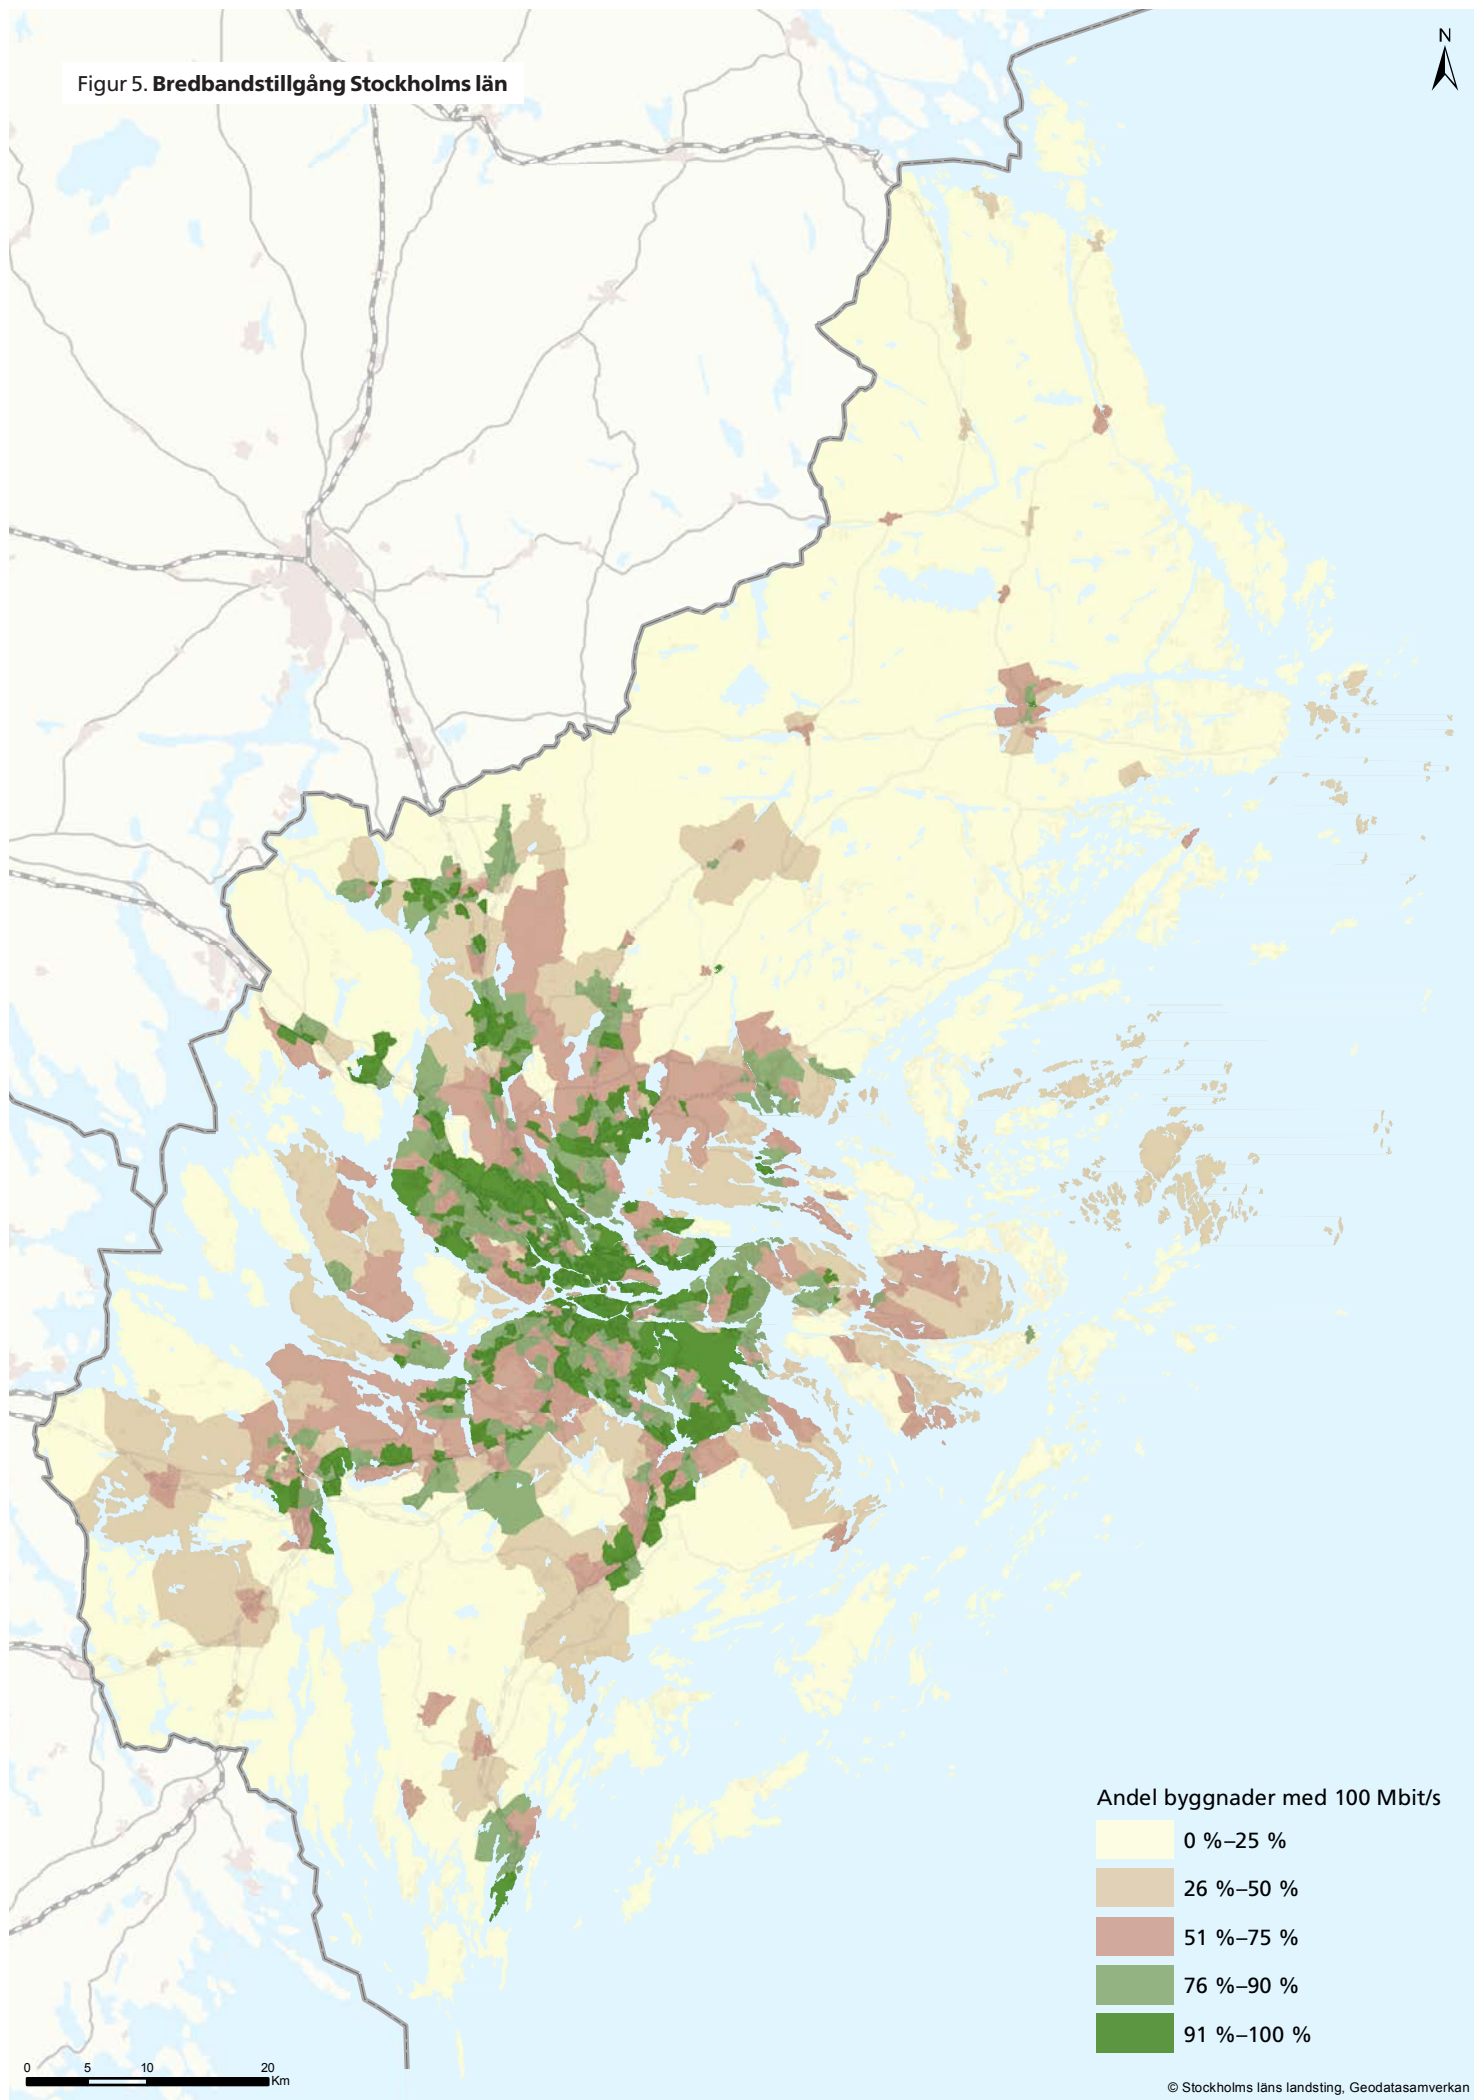 N
Figur 5. Bredbandstillgång Stockholms län
Andel byggnader med 100 Mbit/s
0 %–25 %
26 %–50 %
51 %–75 %
76 %–90 %
91 %–100 %
0 5 10 20
Km
© Stockholms läns landsting, Geodatasamverkan